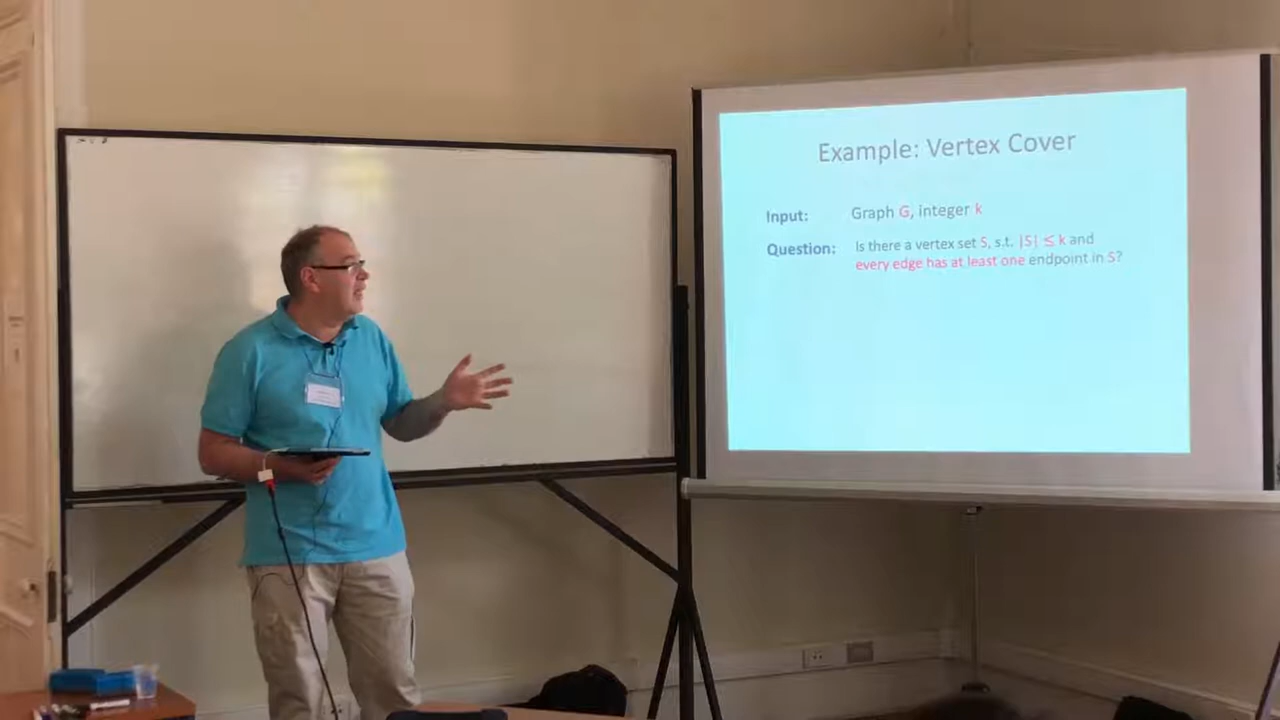 Example: Vertex Cover
Input: Graph G, integer k
Question: Is there a vertex set S, s.t. |S| ≤ k and
every edge has at least one endpoint in S?